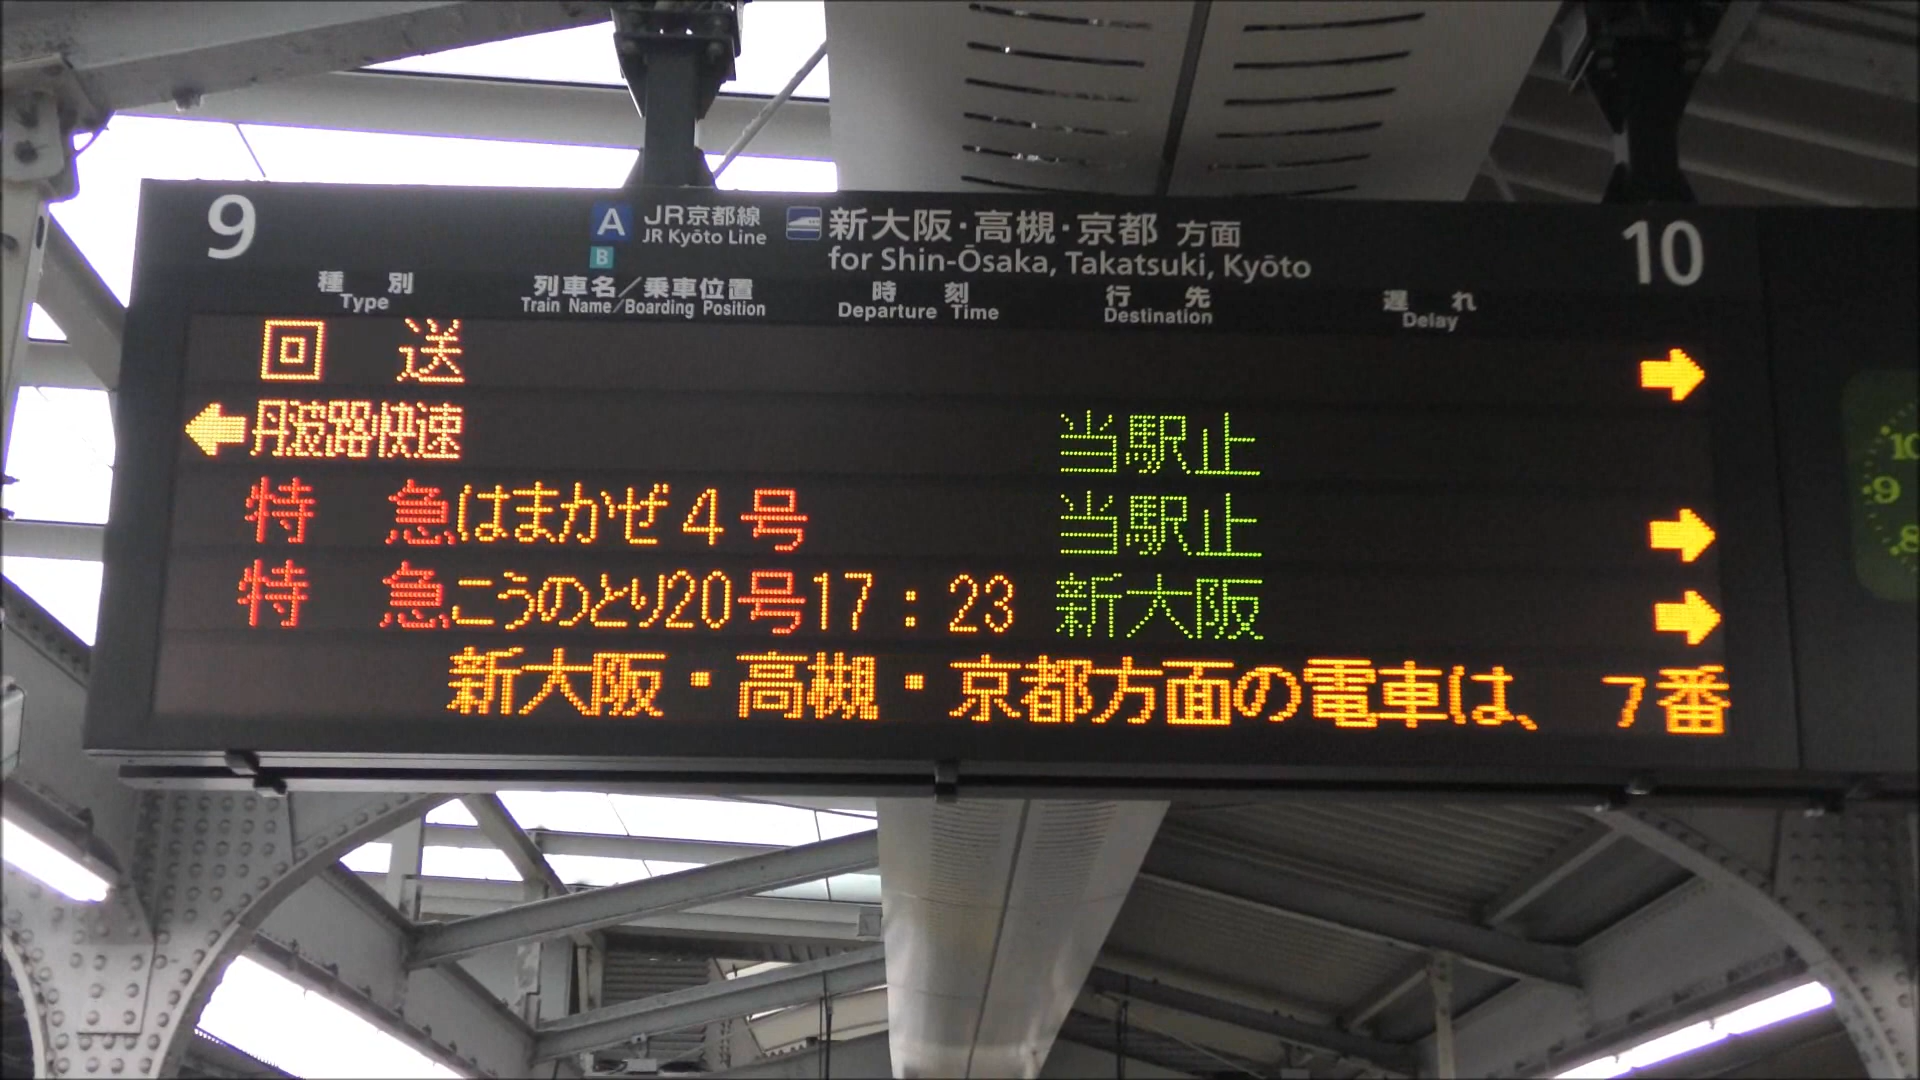 9 A JR京都線 新大阪・高槻・京都 方面 10
JR Kyōto Line for Shin-Ōsaka, Takatsuki, Kyōto
B
種別 列車名／乗車位置 時刻 行先 遅れ
Type Train Name/Boarding Position Departure Time Destination Delay
回送
丹波路快速 当駅止
特急 はまかぜ4号 当駅止
特急 こうのとり20号 17:23 新大阪
新大阪・高槻・京都方面の電車は、7番
10
9
8